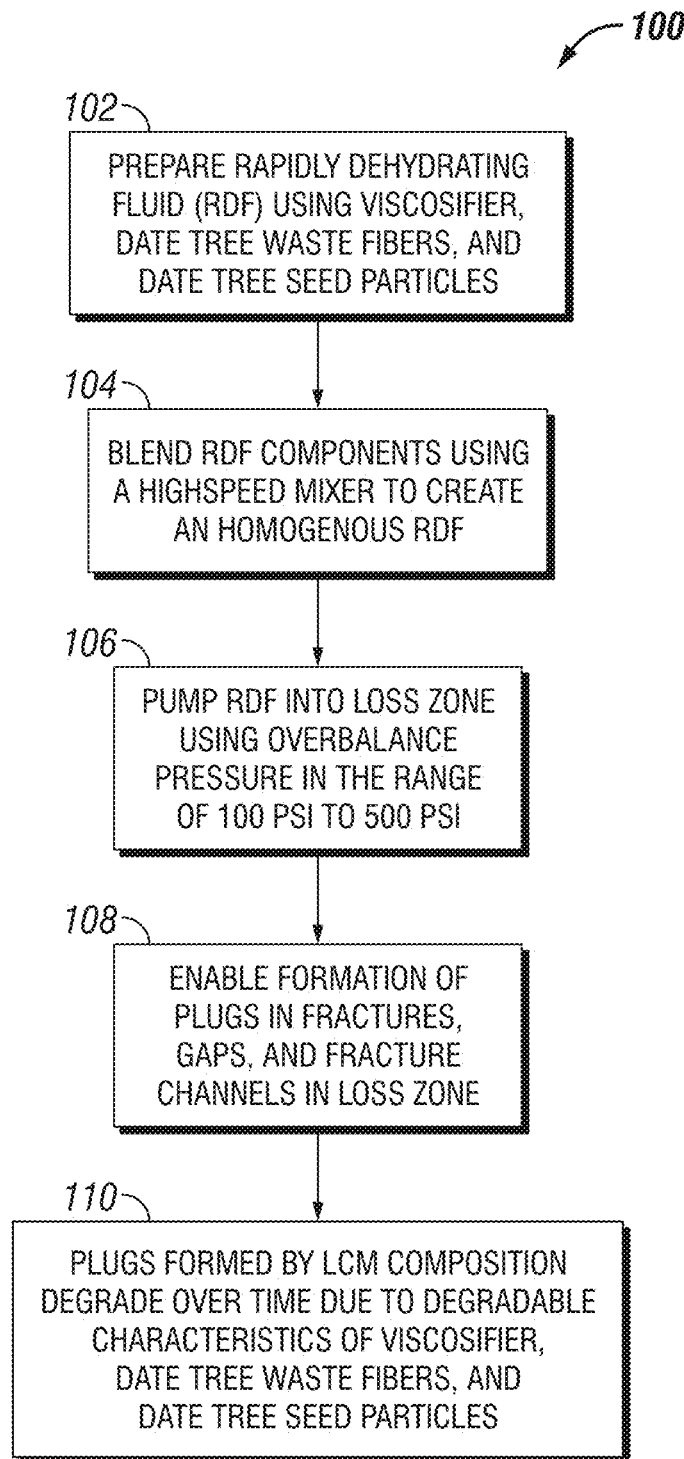 100
102
PREPARE RAPIDLY DEHYDRATING
FLUID (RDF) USING VISCOSIFIER,
DATE TREE WASTE FIBERS, AND
DATE TREE SEED PARTICLES
104
BLEND RDF COMPONENTS USING
A HIGHSPEED MIXER TO CREATE
AN HOMOGENOUS RDF
106
PUMP RDF INTO LOSS ZONE
USING OVERBALANCE
PRESSURE IN THE RANGE
OF 100 PSI TO 500 PSI
108
ENABLE FORMATION OF
PLUGS IN FRACTURES,
GAPS, AND FRACTURE
CHANNELS IN LOSS ZONE
110
PLUGS FORMED BY LCM COMPOSITION
DEGRADE OVER TIME DUE TO DEGRADABLE
CHARACTERISTICS OF VISCOSIFIER,
DATE TREE WASTE FIBERS, AND
DATE TREE SEED PARTICLES